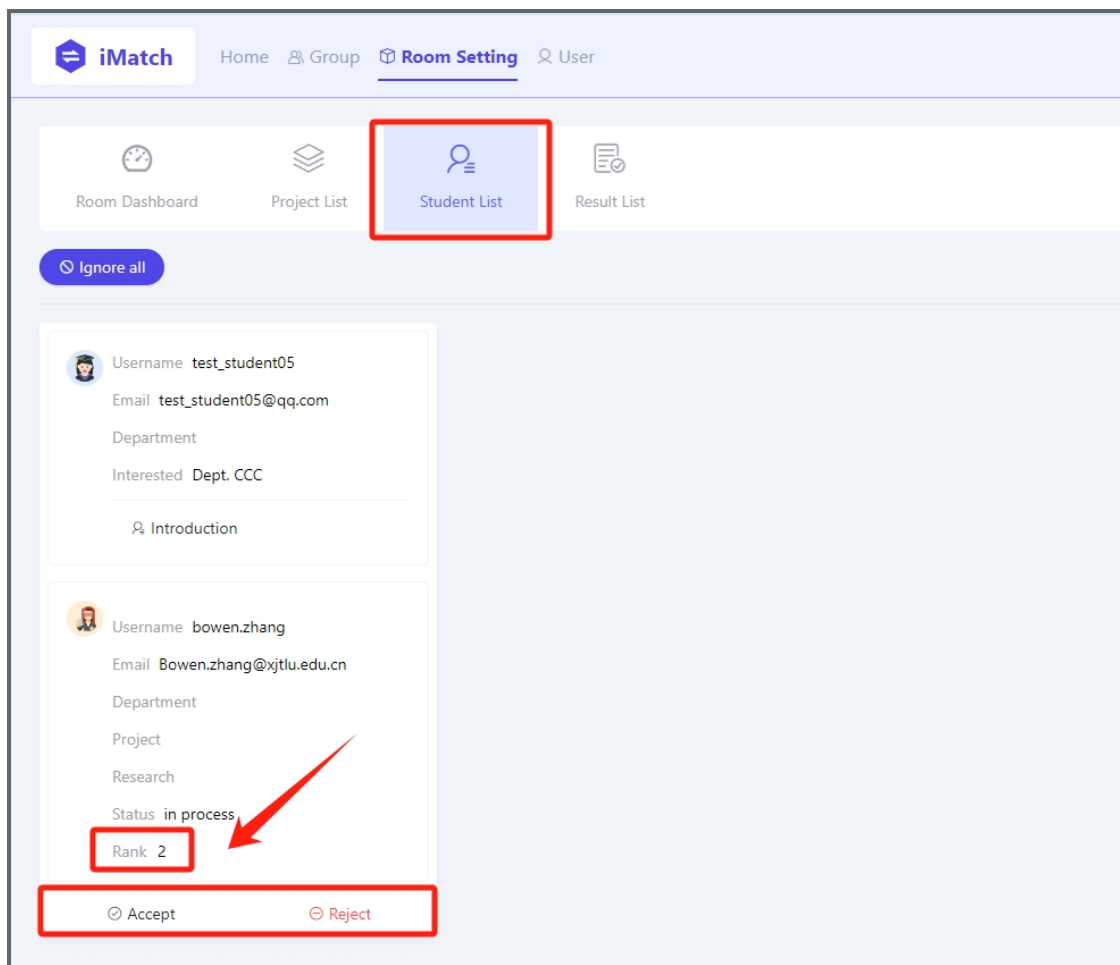 iMatch Home Group Room Setting User
Room Dashboard Project List Student List Result List
Ignore all
Username test_student05
Email test_student05@qq.com
Department
Interested Dept. CCC
Introduction
Username bowen.zhang
Email Bowen.zhang@xjtlu.edu.cn
Department
Project
Research
Status in process
Rank 2
Accept Reject